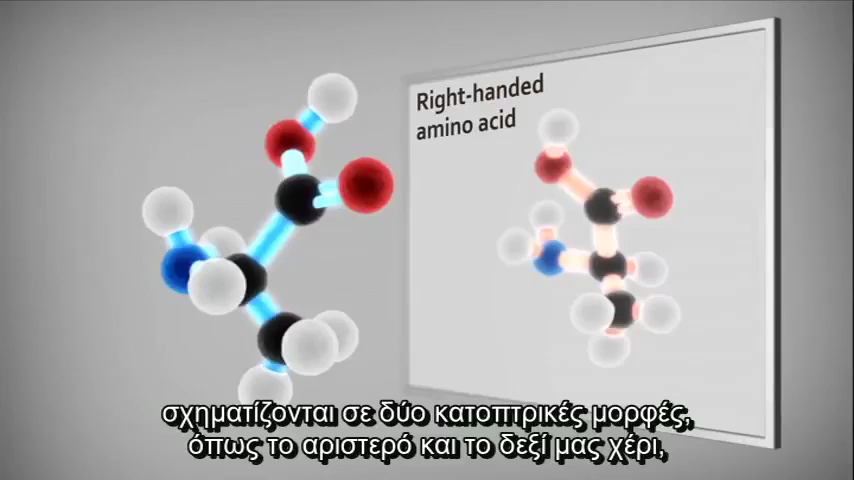 Right-handed
amino acid
σχηματίζονται σε δύο κατοπτρικές μορφές,
όπως το αριστερό και το δεξί μας χέρι,